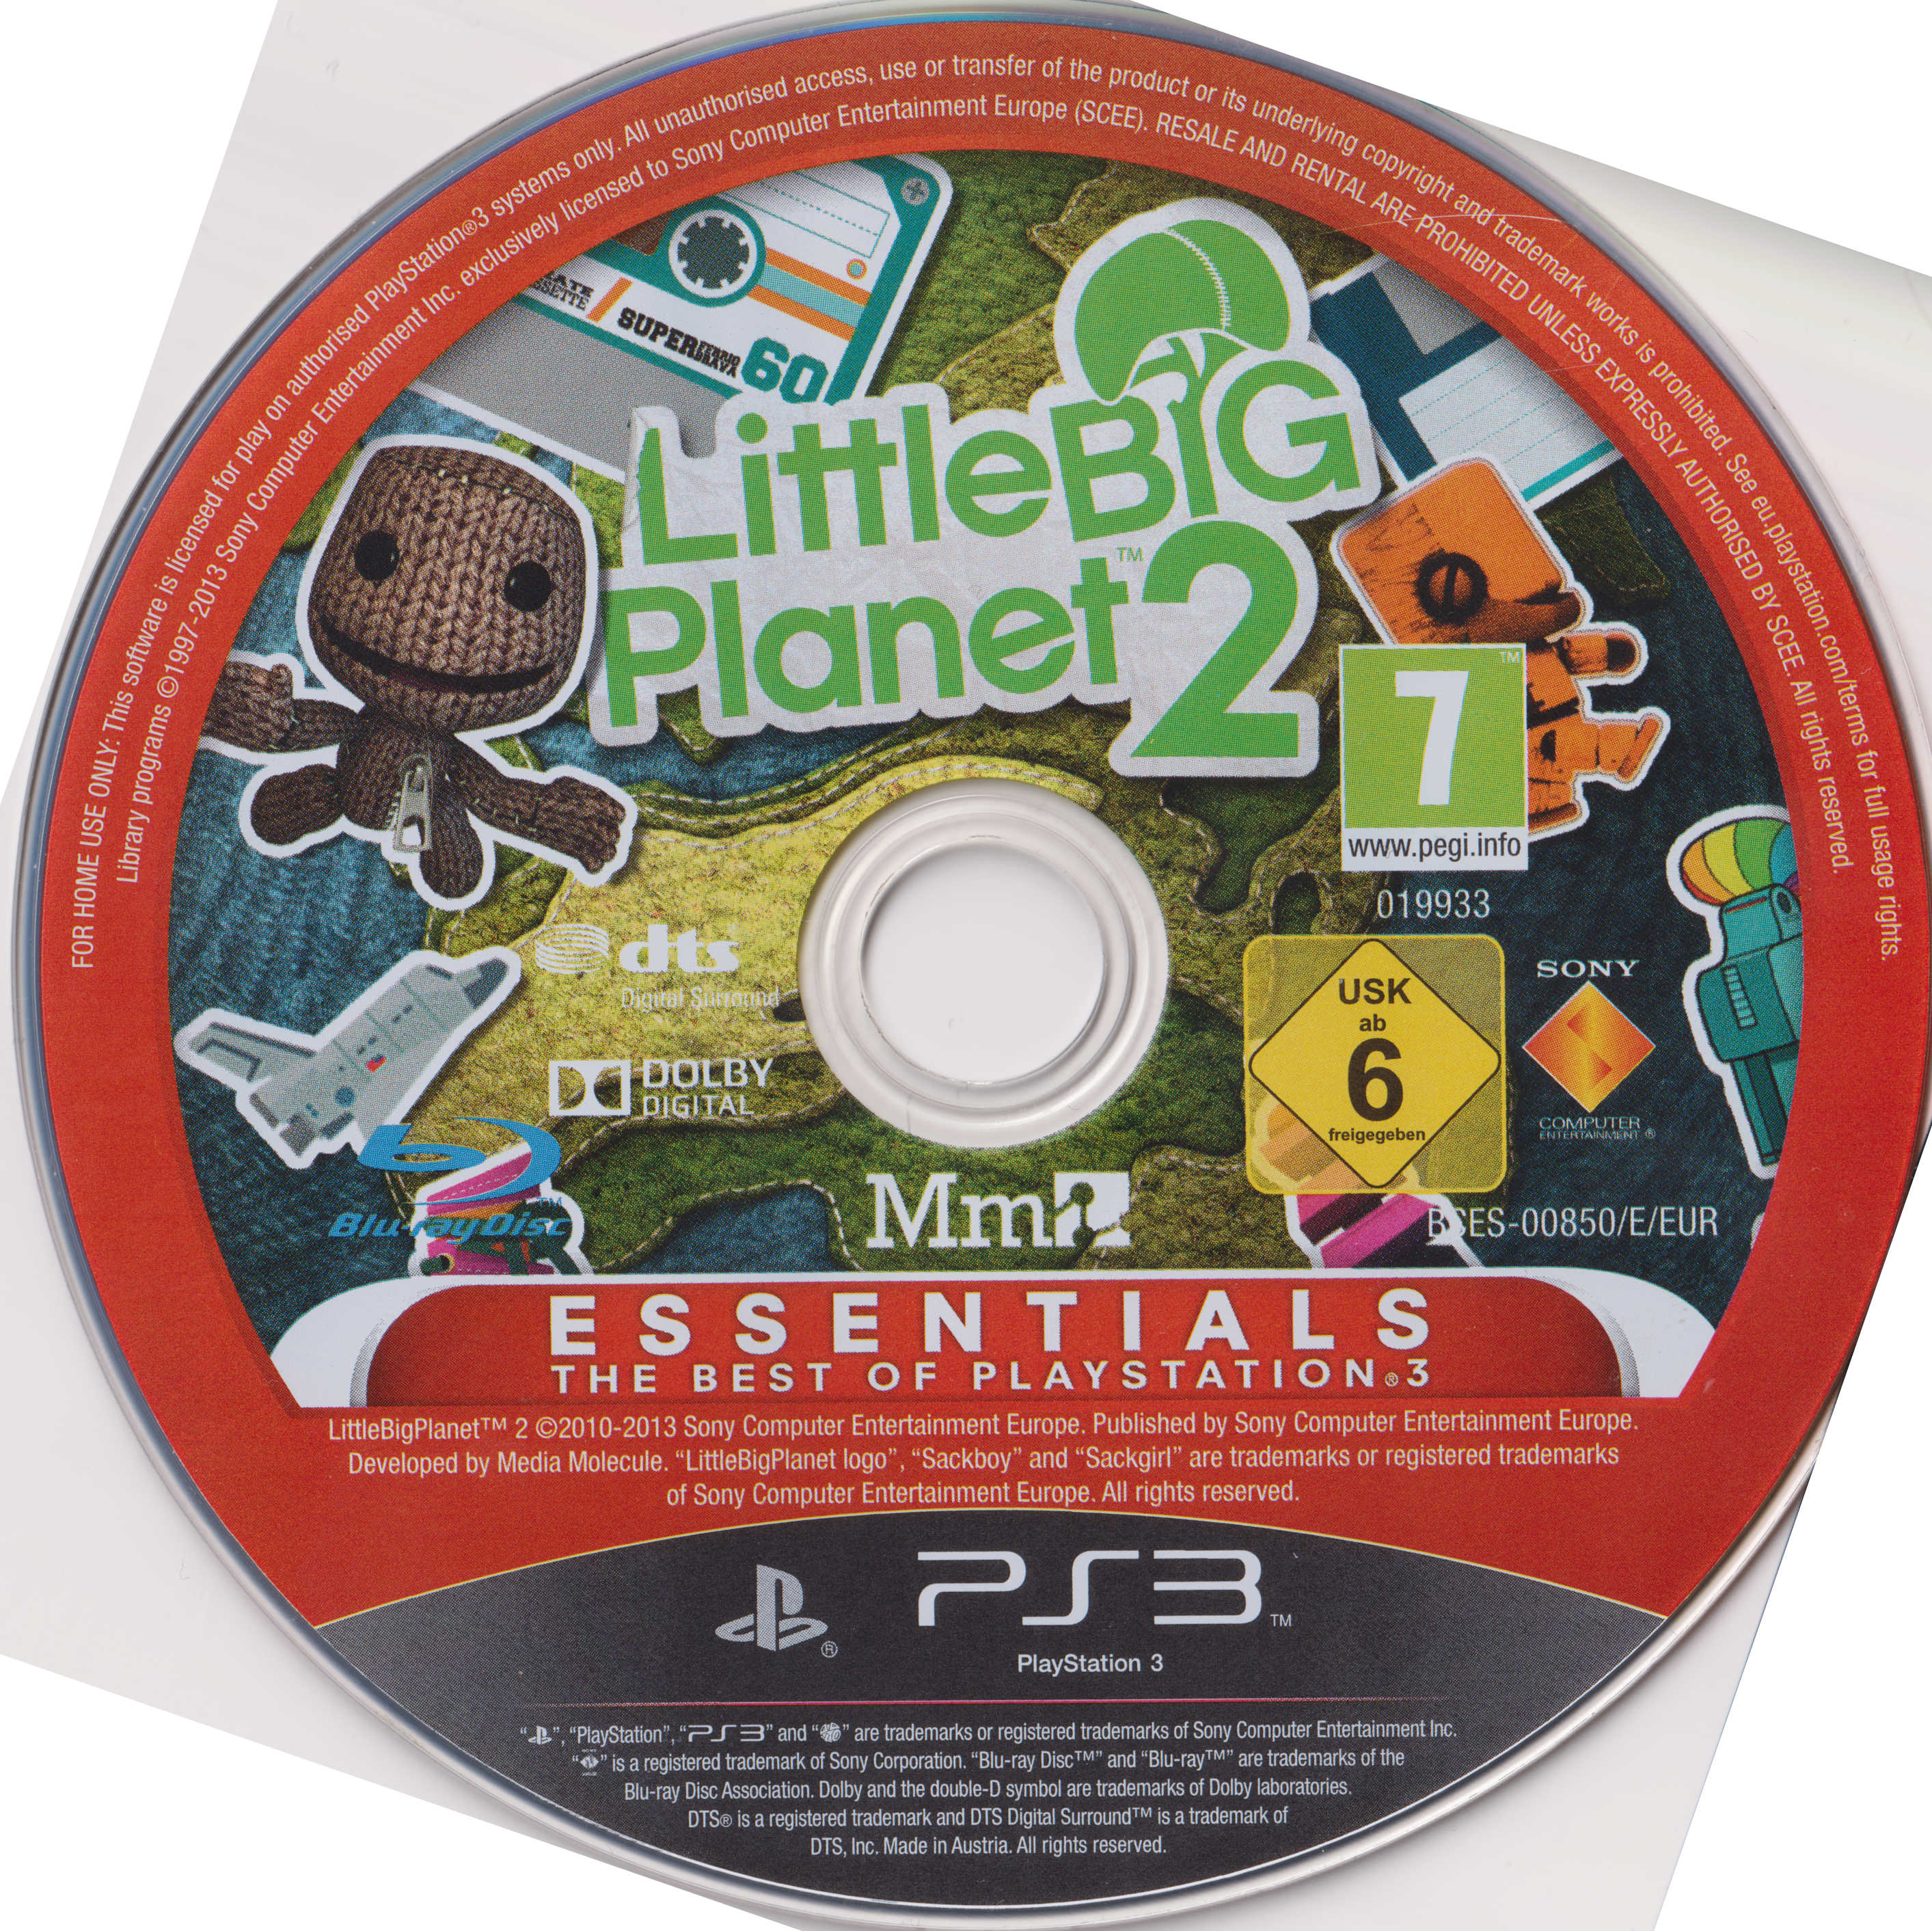 FOR HOME USE ONLY. This software is licensed for play on authorised PlayStation®3 systems only. All unauthorised access, use or transfer of the product or its underlying copyright and trademark works is prohibited. See eu.playstation.com/terms for full usage rights.
Library programs ©1997-2013 Sony Computer Entertainment Inc. exclusively licensed to Sony Computer Entertainment Europe (SCEE). RESALE AND RENTAL ARE PROHIBITED UNLESS EXPRESSLY AUTHORISED BY SCEE. All rights reserved.
SUPER
60
LittleBIG
Planet™ 2
7™
www.pegi.info
019933
dts
Digital Surround
DOLBY
DIGITAL
USK
ab
6
freigegeben
SONY
COMPUTER
ENTERTAINMENT ®
Blu-ray Disc™
Mm
BSES-00850/E/EUR
ESSENTIALS
THE BEST OF PLAYSTATION®3
LittleBigPlanet™ 2 ©2010-2013 Sony Computer Entertainment Europe. Published by Sony Computer Entertainment Europe.
Developed by Media Molecule. “LittleBigPlanet logo”, “Sackboy” and “Sackgirl” are trademarks or registered trademarks
of Sony Computer Entertainment Europe. All rights reserved.
® PS3™
PlayStation 3
“ ”, “PlayStation”, “PS3” and “ ” are trademarks or registered trademarks of Sony Computer Entertainment Inc.
“ ” is a registered trademark of Sony Corporation. “Blu-ray Disc™” and “Blu-ray™” are trademarks of the
Blu-ray Disc Association. Dolby and the double-D symbol are trademarks of Dolby laboratories.
DTS® is a registered trademark and DTS Digital Surround™ is a trademark of
DTS, Inc. Made in Austria. All rights reserved.